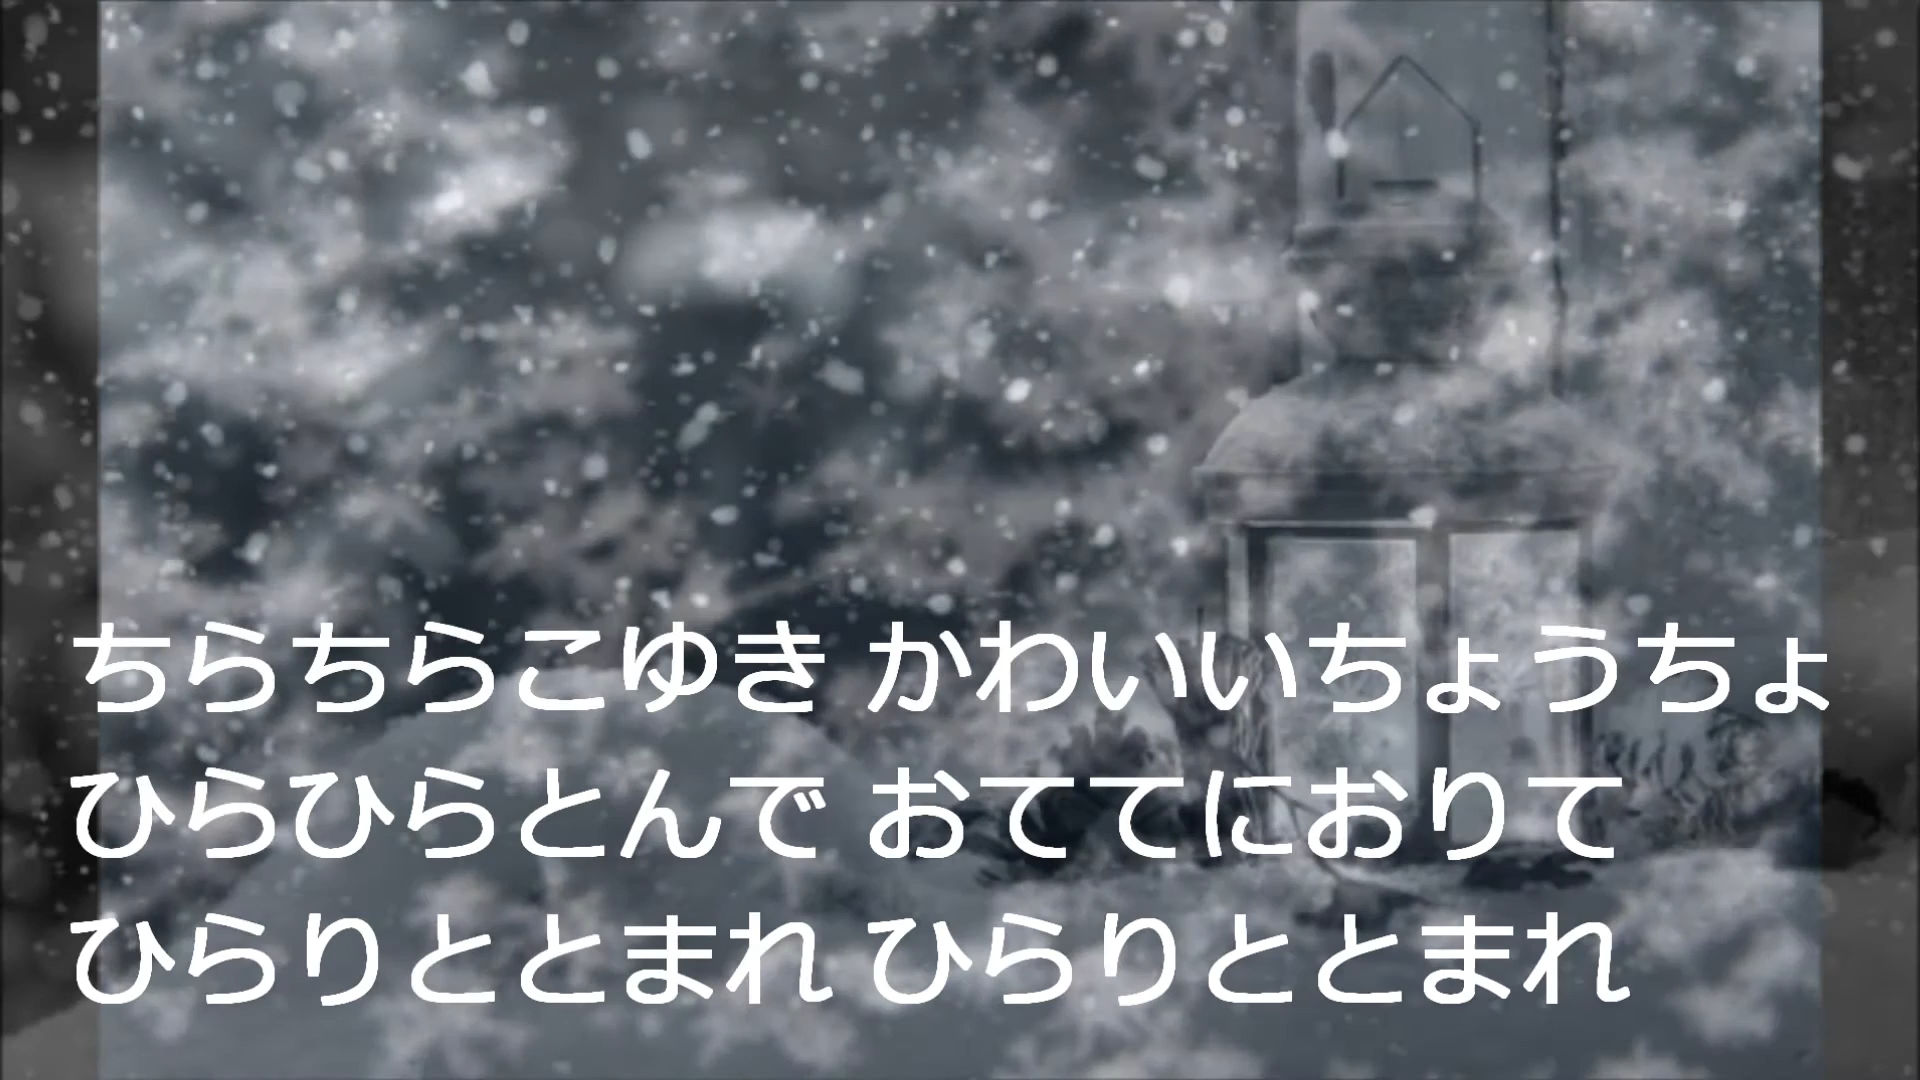 ちらちらこゆき かわいいちょうちょ
ひらひらとんで おててにおりて
ひらりととまれ ひらりととまれ